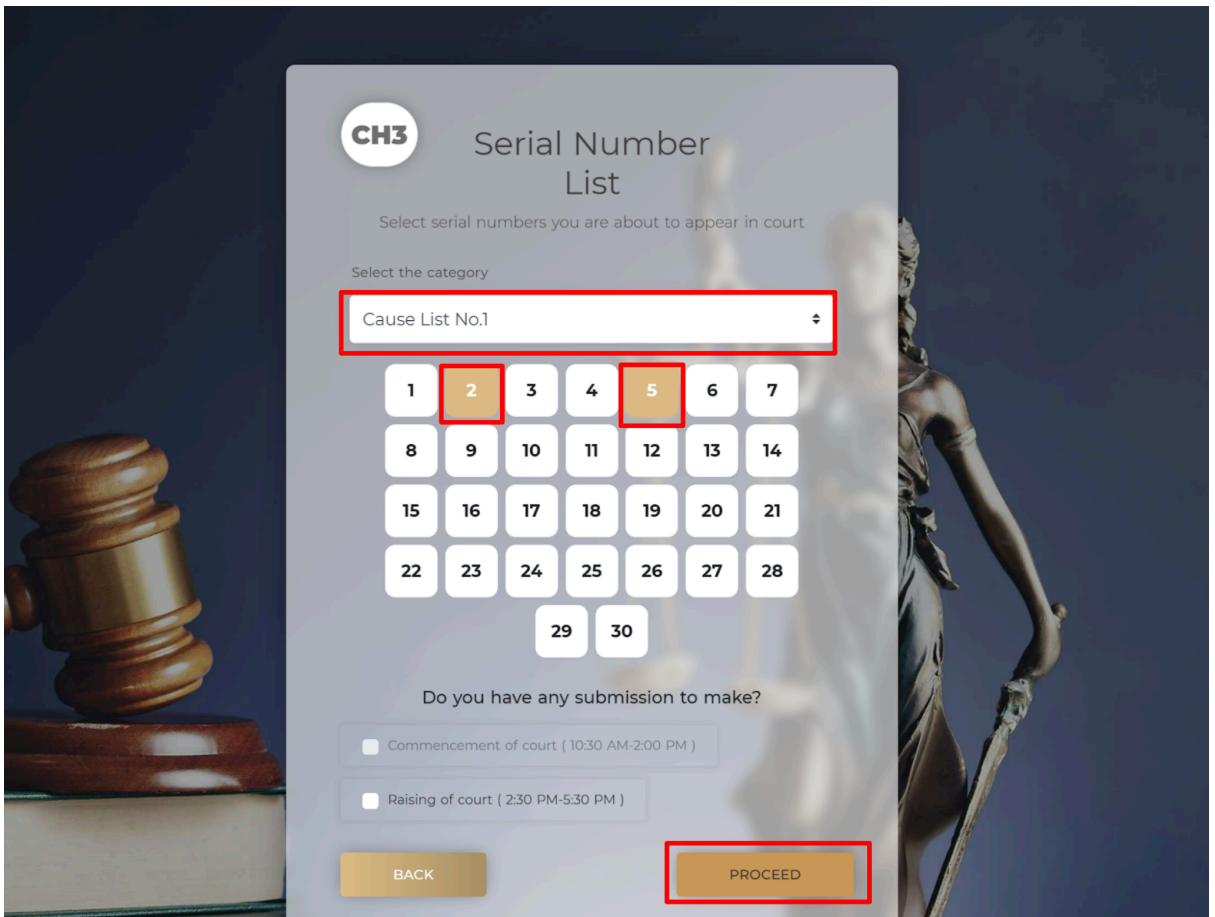 CH3
Serial Number
List
Select serial numbers you are about to appear in court
Select the category
Cause List No.1
1 2 3 4 5 6 7
8 9 10 11 12 13 14
15 16 17 18 19 20 21
22 23 24 25 26 27 28
29 30
Do you have any submission to make?
Commencement of court ( 10:30 AM-2:00 PM )
Raising of court ( 2:30 PM-5:30 PM )
BACK PROCEED